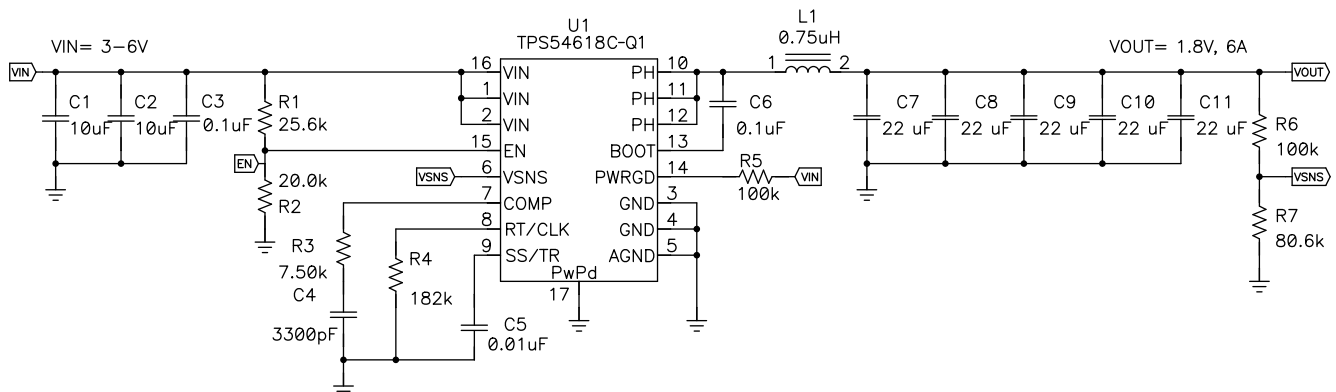 VIN= 3-6V
VIN
C1
10uF
C2
10uF
C3
0.1uF
R1
25.6k
EN
20.0k
R2
VSNS
R3
7.50k
C4
3300pF
R4
182k
C5
0.01uF
U1
TPS54618C-Q1
16 VIN
1 VIN
2 VIN
15 EN
6 VSNS
7 COMP
8 RT/CLK
9 SS/TR
PwPd
17
PH 10
PH 11
PH 12
BOOT 13
PWRGD 14
GND 3
GND 4
AGND 5
L1
0.75uH
1 2
C6
0.1uF
R5
100k
VIN
VOUT= 1.8V, 6A
VOUT
C7
22 uF
C8
22 uF
C9
22 uF
C10
22 uF
C11
22 uF
R6
100k
VSNS
R7
80.6k